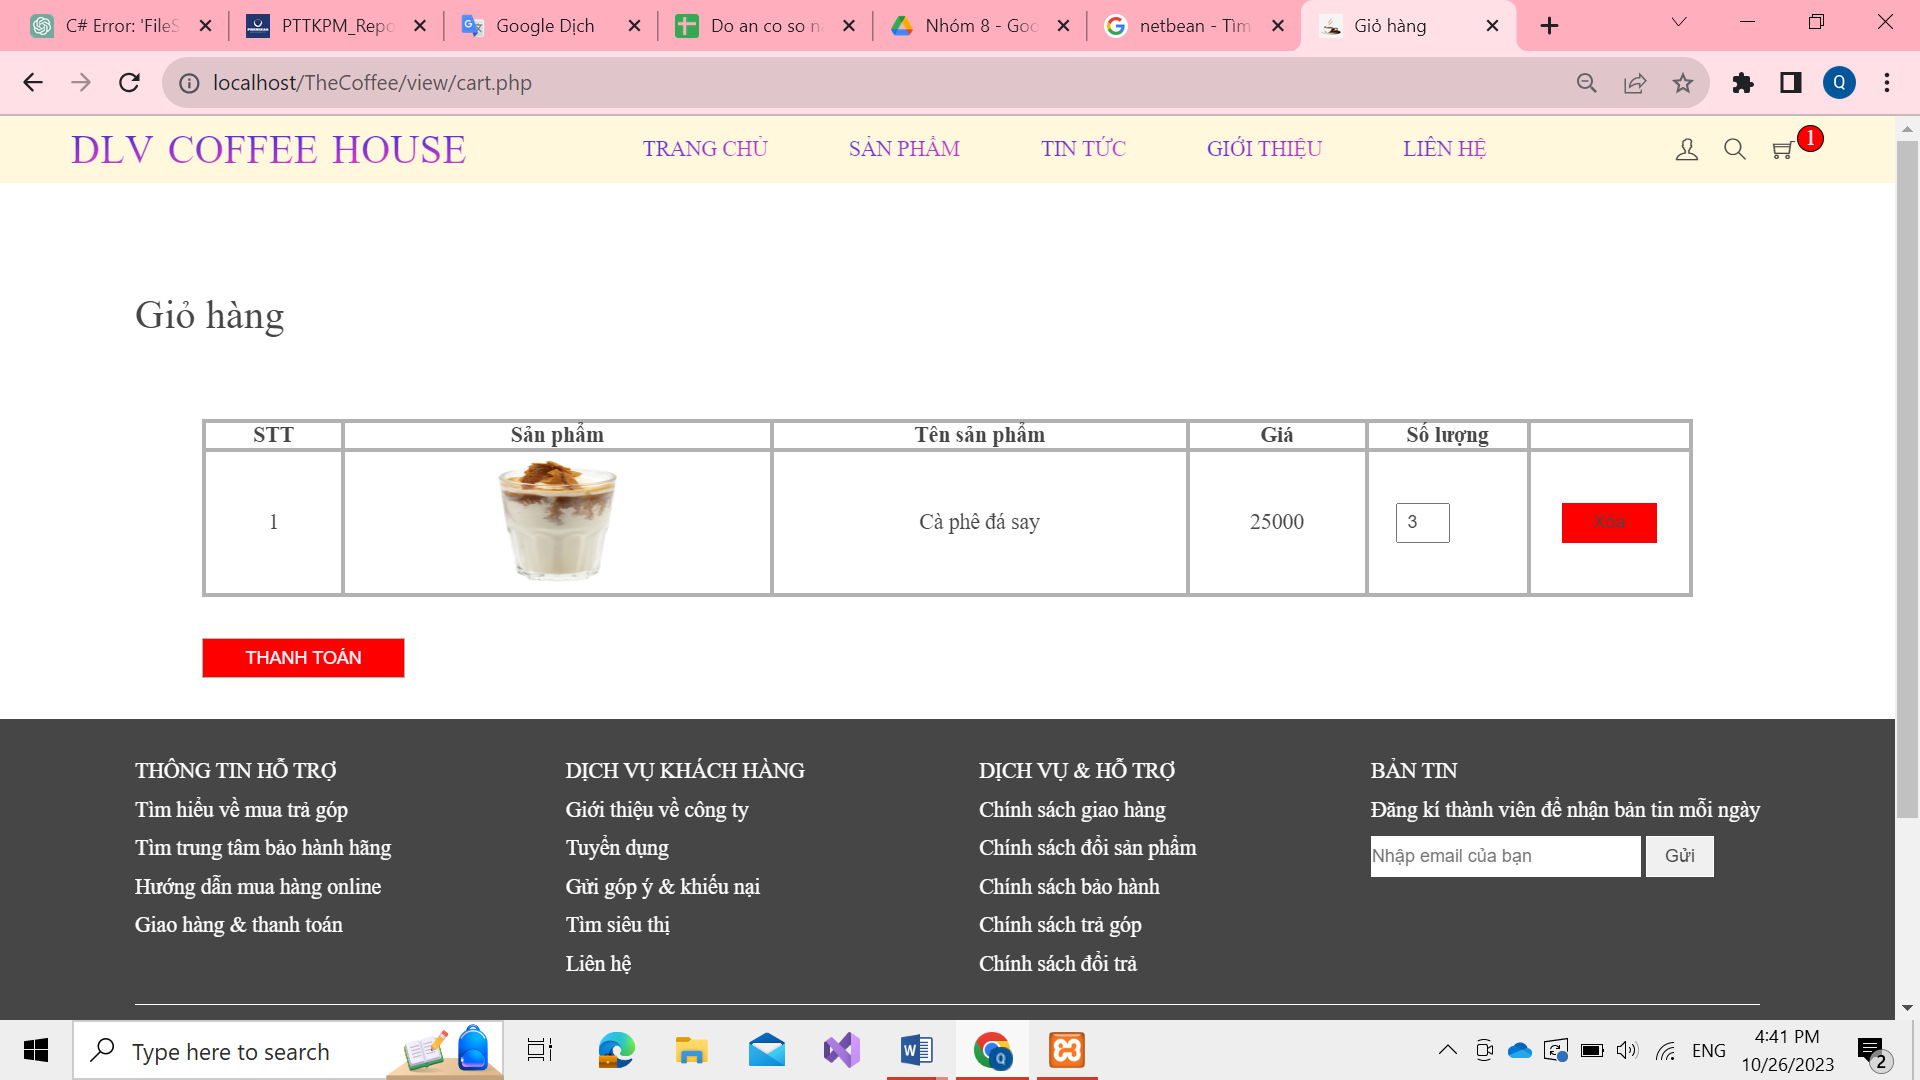 C# Error: 'FileS
PTTKPM_Repo
Google Dịch
Do an co so n
Nhóm 8 - Goo
netbean - Tìm
Giỏ hàng
localhost/TheCoffee/view/cart.php
Q
DLV COFFEE HOUSE
TRANG CHỦ
SẢN PHẨM
TIN TỨC
GIỚI THIỆU
LIÊN HỆ
1
Giỏ hàng
STT Sản phẩm Tên sản phẩm Giá Số lượng
1 Cà phê đá say 25000 3 Xóa
THANH TOÁN
THÔNG TIN HỖ TRỢ
Tìm hiểu về mua trả góp
Tìm trung tâm bảo hành hãng
Hướng dẫn mua hàng online
Giao hàng & thanh toán
DỊCH VỤ KHÁCH HÀNG
Giới thiệu về công ty
Tuyển dụng
Gửi góp ý & khiếu nại
Tìm siêu thị
Liên hệ
DỊCH VỤ & HỖ TRỢ
Chính sách giao hàng
Chính sách đổi sản phẩm
Chính sách bảo hành
Chính sách trả góp
Chính sách đổi trả
BẢN TIN
Đăng kí thành viên để nhận bản tin mỗi ngày
Nhập email của bạn
Gửi
Type here to search
ENG
4:41 PM
10/26/2023
2